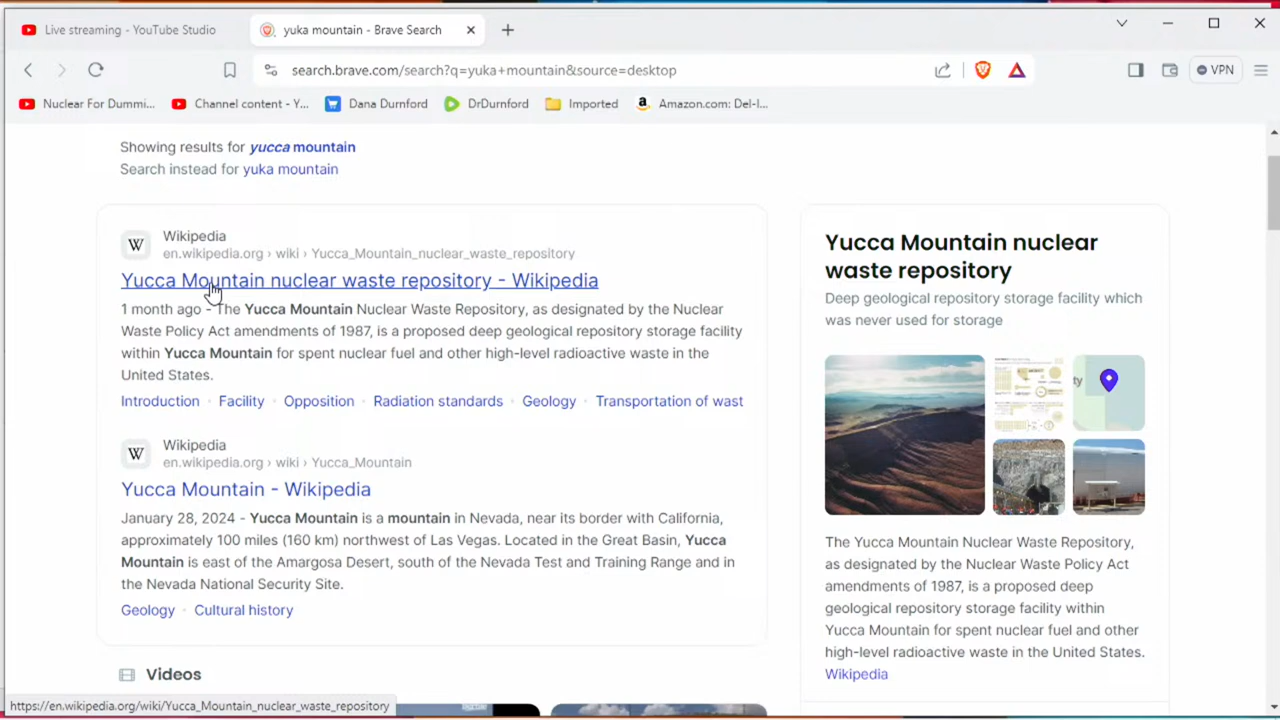 Live streaming - YouTube Studio
yuka mountain - Brave Search
search.brave.com/search?q=yuka+mountain&source=desktop
VPN
Nuclear For Dummi...
Channel content - Y...
Dana Durnford
DrDurnford
Imported
Amazon.com: Del-I...
Showing results for yucca mountain
Search instead for yuka mountain
Wikipedia
en.wikipedia.org › wiki › Yucca_Mountain_nuclear_waste_repository
Yucca Mountain nuclear waste repository - Wikipedia
1 month ago - The Yucca Mountain Nuclear Waste Repository, as designated by the Nuclear
Waste Policy Act amendments of 1987, is a proposed deep geological repository storage facility
within Yucca Mountain for spent nuclear fuel and other high-level radioactive waste in the
United States.
Introduction · Facility · Opposition · Radiation standards · Geology · Transportation of wast
Wikipedia
en.wikipedia.org › wiki › Yucca_Mountain
Yucca Mountain - Wikipedia
January 28, 2024 - Yucca Mountain is a mountain in Nevada, near its border with California,
approximately 100 miles (160 km) northwest of Las Vegas. Located in the Great Basin, Yucca
Mountain is east of the Amargosa Desert, south of the Nevada Test and Training Range and in
the Nevada National Security Site.
Geology · Cultural history
Videos
Yucca Mountain nuclear
waste repository
Deep geological repository storage facility which
was never used for storage
The Yucca Mountain Nuclear Waste Repository,
as designated by the Nuclear Waste Policy Act
amendments of 1987, is a proposed deep
geological repository storage facility within
Yucca Mountain for spent nuclear fuel and other
high-level radioactive waste in the United States.
Wikipedia
https://en.wikipedia.org/wiki/Yucca_Mountain_nuclear_waste_repository